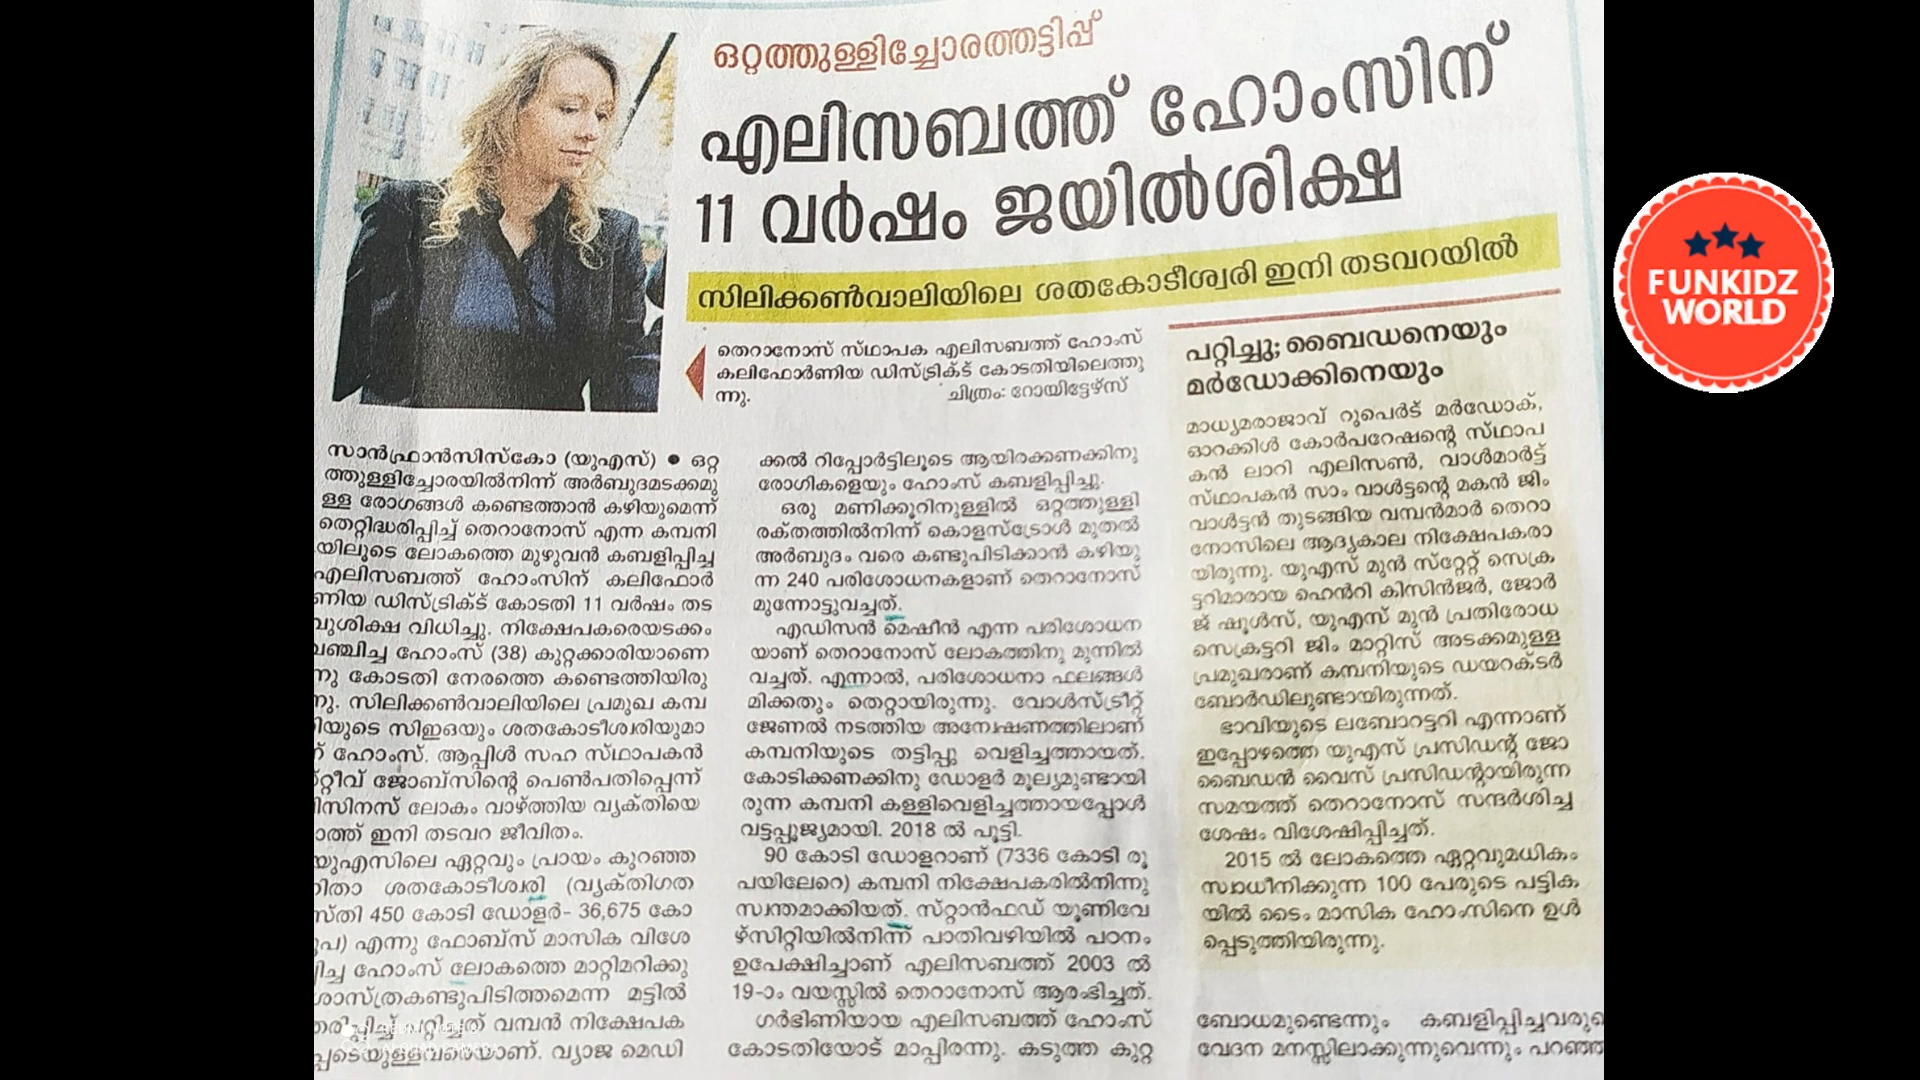 ഒറ്റത്തുള്ളിച്ചോരത്തട്ടിപ്പ്
എലിസബത്ത് ഹോംസിന്
11 വർഷം ജയിൽശിക്ഷ
സിലിക്കൺവാലിയിലെ ശതകോടീശ്വരി ഇനി തടവറയിൽ
തെറാനോസ് സ്ഥാപക എലിസബത്ത് ഹോംസ്
കലിഫോർണിയ ഡിസ്ട്രിക്ട് കോടതിയിലെത്തു
ന്നു. ചിത്രം: റോയിട്ടേഴ്സ്
സാൻഫ്രാൻസിസ്കോ (യുഎസ്) ● ഒറ്റ
ത്തുള്ളിച്ചോരയിൽനിന്ന് അർബുദമടക്കമു
ള്ള രോഗങ്ങൾ കണ്ടെത്താൻ കഴിയുമെന്ന്
തെറ്റിദ്ധരിപ്പിച്ച് തെറാനോസ് എന്ന കമ്പനി
യിലൂടെ ലോകത്തെ മുഴുവൻ കബളിപ്പിച്ച
എലിസബത്ത് ഹോംസിന് കലിഫോർ
ണിയ ഡിസ്ട്രിക്ട് കോടതി 11 വർഷം തട
വുശിക്ഷ വിധിച്ചു. നിക്ഷേപകരെയടക്കം
വഞ്ചിച്ച ഹോംസ് (38) കുറ്റക്കാരിയാണെ
ന്നു കോടതി നേരത്തെ കണ്ടെത്തിയിരു
ന്നു. സിലിക്കൺവാലിയിലെ പ്രമുഖ കമ്പ
യുടെ സിഇഒയും ശതകോടീശ്വരിയുമാ
ഹോംസ്. ആപ്പിൾ സഹ സ്ഥാപകൻ
സ്റ്റീവ് ജോബ്സിന്റെ പെൺപതിപ്പെന്ന്
ലോകം വാഴ്ത്തിയ വ്യക്തിയെ
ഇനി തടവറ ജീവിതം.
യുഎസിലെ ഏറ്റവും പ്രായം കുറഞ്ഞ
ശതകോടീശ്വരി (വ്യക്തിഗത
450 കോടി ഡോളർ- 36,675 കോ
എന്നു ഫോബ്സ് മാസിക വിശേ
ഹോംസ് ലോകത്തെ മാറ്റിമറിക്കു
ശാസ്ത്രകണ്ടുപിടിത്തമെന്ന മട്ടിൽ
പറ്റിച്ചത് വമ്പൻ നിക്ഷേപക
പ്പടെയുള്ളവരെയാണ്. വ്യാജ മെഡി
ക്കൽ റിപ്പോർട്ടിലൂടെ ആയിരക്കണക്കിനു
രോഗികളെയും ഹോംസ് കബളിപ്പിച്ചു.
ഒരു മണിക്കൂറിനുള്ളിൽ ഒറ്റത്തുള്ളി
രക്തത്തിൽനിന്ന് കൊളസ്ട്രോൾ മുതൽ
അർബുദം വരെ കണ്ടുപിടിക്കാൻ കഴിയു
ന്ന 240 പരിശോധനകളാണ് തെറാനോസ്
മുന്നോട്ടുവച്ചത്.
എഡിസൻ മെഷീൻ എന്ന പരിശോധന
യാണ് തെറാനോസ് ലോകത്തിനു മുന്നിൽ
വച്ചത്. എന്നാൽ, പരിശോധനാ ഫലങ്ങൾ
മിക്കതും തെറ്റായിരുന്നു. വോൾസ്ട്രീറ്റ്
ജേണൽ നടത്തിയ അന്വേഷണത്തിലാണ്
കമ്പനിയുടെ തട്ടിപ്പു വെളിച്ചത്തായത്.
കോടിക്കണക്കിനു ഡോളർ മൂല്യമുണ്ടായി
രുന്ന കമ്പനി കള്ളിവെളിച്ചത്തായപ്പോൾ
വട്ടപ്പൂജ്യമായി. 2018 ൽ പൂട്ടി.
90 കോടി ഡോളറാണ് (7336 കോടി രൂ
പയിലേറെ) കമ്പനി നിക്ഷേപകരിൽനിന്നു
സ്വന്തമാക്കിയത്. സ്റ്റാൻഫഡ് യൂണിവേ
ഴ്സിറ്റിയിൽനിന്ന് പാതിവഴിയിൽ പഠനം
ഉപേക്ഷിച്ചാണ് എലിസബത്ത് 2003 ൽ
19-ാം വയസ്സിൽ തെറാനോസ് ആരംഭിച്ചത്.
ഗർഭിണിയായ എലിസബത്ത് ഹോംസ്
കോടതിയോട് മാപ്പിരന്നു. കടുത്ത കുറ്റ
പറ്റിച്ചു; ബൈഡനെയും
മർഡോക്കിനെയും
മാധ്യമരാജാവ് റൂപെർട് മർഡോക്,
ഓറക്കിൾ കോർപറേഷന്റെ സ്ഥാപ
കൻ ലാറി എലിസൺ, വാൾമാർട്ട്
സ്ഥാപകൻ സാം വാൾട്ടന്റെ മകൻ ജിം
വാൾട്ടൻ തുടങ്ങിയ വമ്പൻമാർ തെറാ
നോസിലെ ആദ്യകാല നിക്ഷേപകരാ
യിരുന്നു. യുഎസ് മുൻ സ്റ്റേറ്റ് സെക്ര
ട്ടറിമാരായ ഹെൻറി കിസിൻജർ, ജോർ
ജ് ഷൂൾസ്, യുഎസ് മുൻ പ്രതിരോധ
സെക്രട്ടറി ജിം മാറ്റിസ് അടക്കമുള്ള
പ്രമുഖരാണ് കമ്പനിയുടെ ഡയറക്ടർ
ബോർഡിലുണ്ടായിരുന്നത്.
ഭാവിയുടെ ലബോറട്ടറി എന്നാണ്
ഇപ്പോഴത്തെ യുഎസ് പ്രസിഡന്റ് ജോ
ബൈഡൻ വൈസ് പ്രസിഡന്റായിരുന്ന
സമയത്ത് തെറാനോസ് സന്ദർശിച്ച
ശേഷം വിശേഷിപ്പിച്ചത്.
2015 ൽ ലോകത്തെ ഏറ്റവുമധികം
സ്വാധീനിക്കുന്ന 100 പേരുടെ പട്ടിക
യിൽ ടൈം മാസിക ഹോംസിനെ ഉൾ
പ്പെടുത്തിയിരുന്നു.
ബോധമുണ്ടെന്നും കബളിപ്പിച്ചവരുടെ
വേദന മനസ്സിലാക്കുന്നുവെന്നും പറഞ്ഞ
FUNKIDZ
WORLD